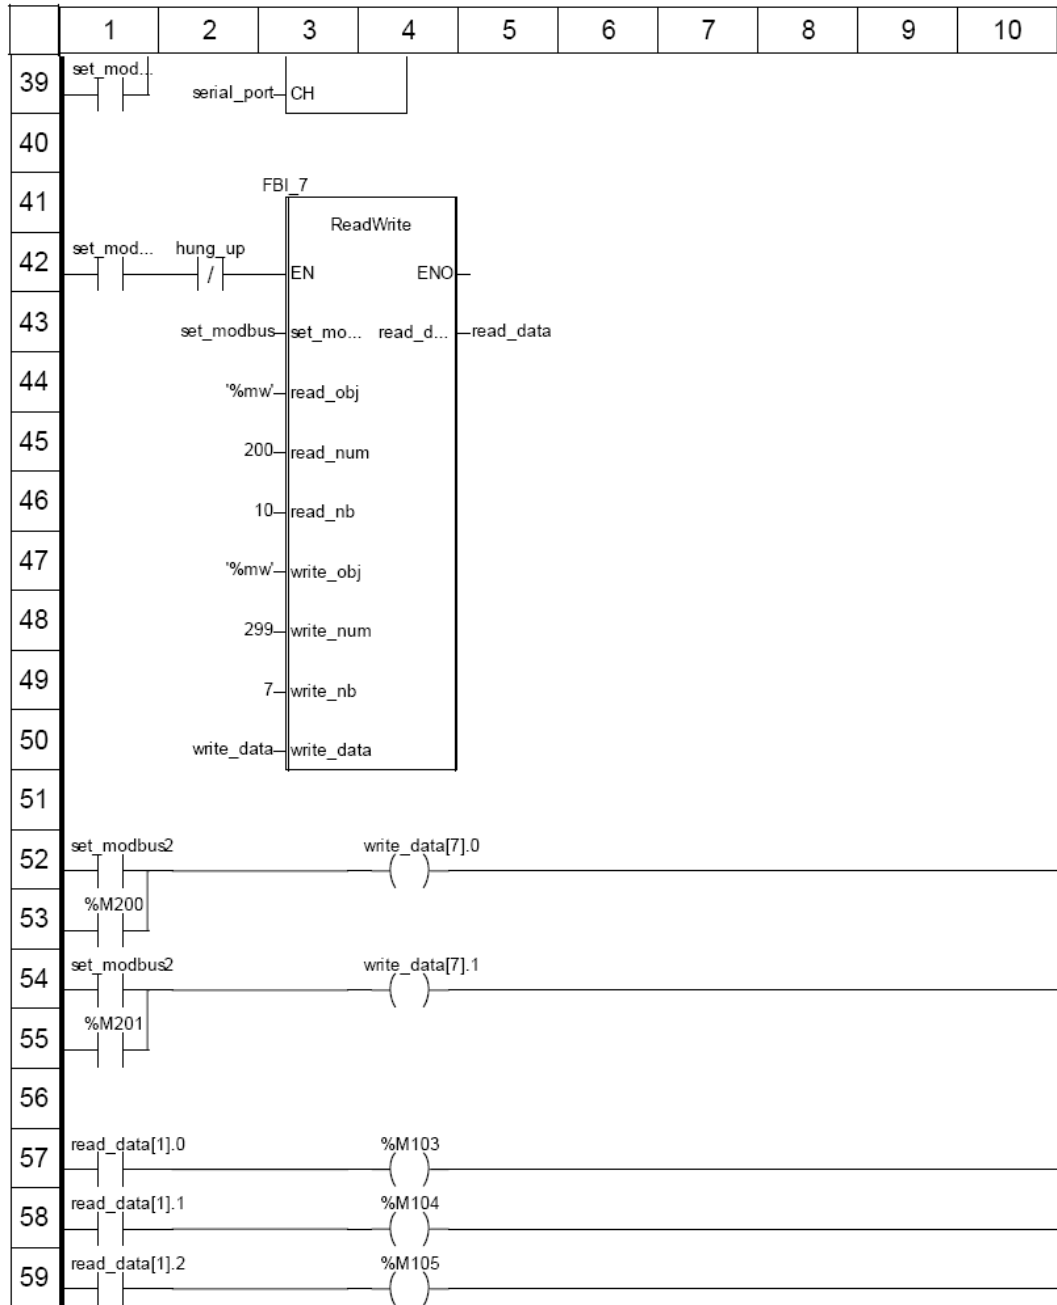 1 2 3 4 5 6 7 8 9 10
39 set_mod...
serial_port CH
40
41 FBI_7
ReadWrite
42 set_mod... hung_up EN ENO
/
43 set_modbus set_mo... read_d... read_data
44 '%mw' read_obj
45 200 read_num
46 10 read_nb
47 '%mw' write_obj
48 299 write_num
49 7 write_nb
50 write_data write_data
51
52 set_modbus2 write_data[7].0
53 %M200
54 set_modbus2 write_data[7].1
55 %M201
56
57 read_data[1].0 %M103
58 read_data[1].1 %M104
59 read_data[1].2 %M105